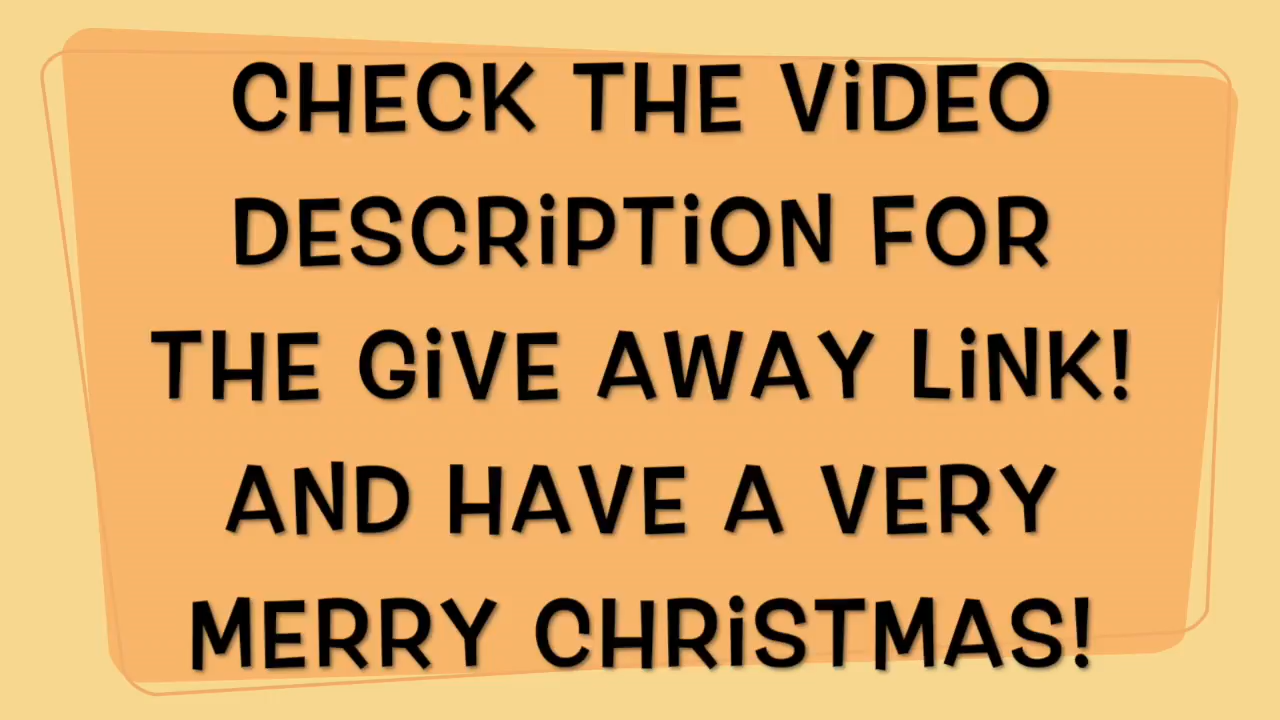 CHECK THE ViDEO
DESCRiPTiON FOR
THE GiVE AWAY LiNK!
AND HAVE A VERY
MERRY CHRiSTMAS!